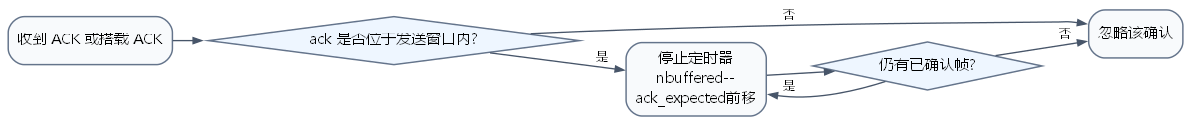 收到 ACK 或搭载 ACK
ack 是否位于发送窗口内?
否
是
停止定时器
nbuffered--
ack_expected前移
仍有已确认帧?
是
否
忽略该确认